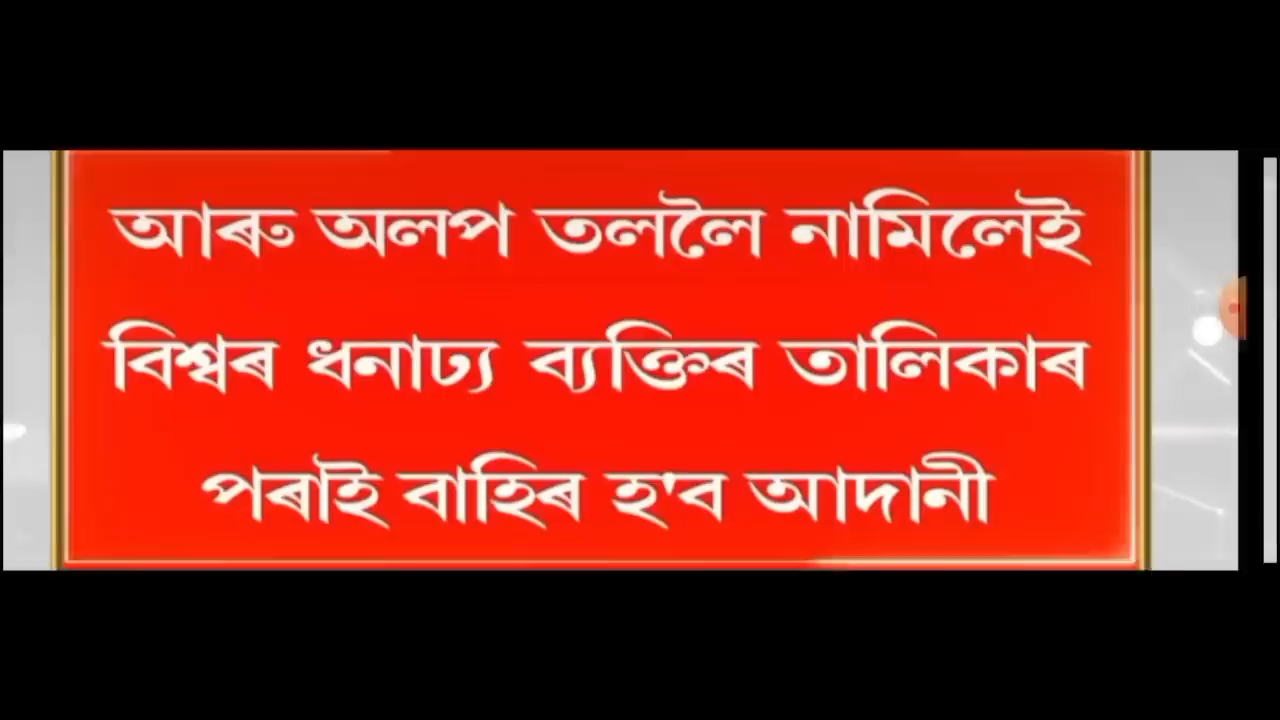 আৰু অলপ তললৈ নামিলেই
বিশ্বৰ ধনাঢ্য ব্যক্তিৰ তালিকাৰ
পৰাই বাহিৰ হ'ব আদানী